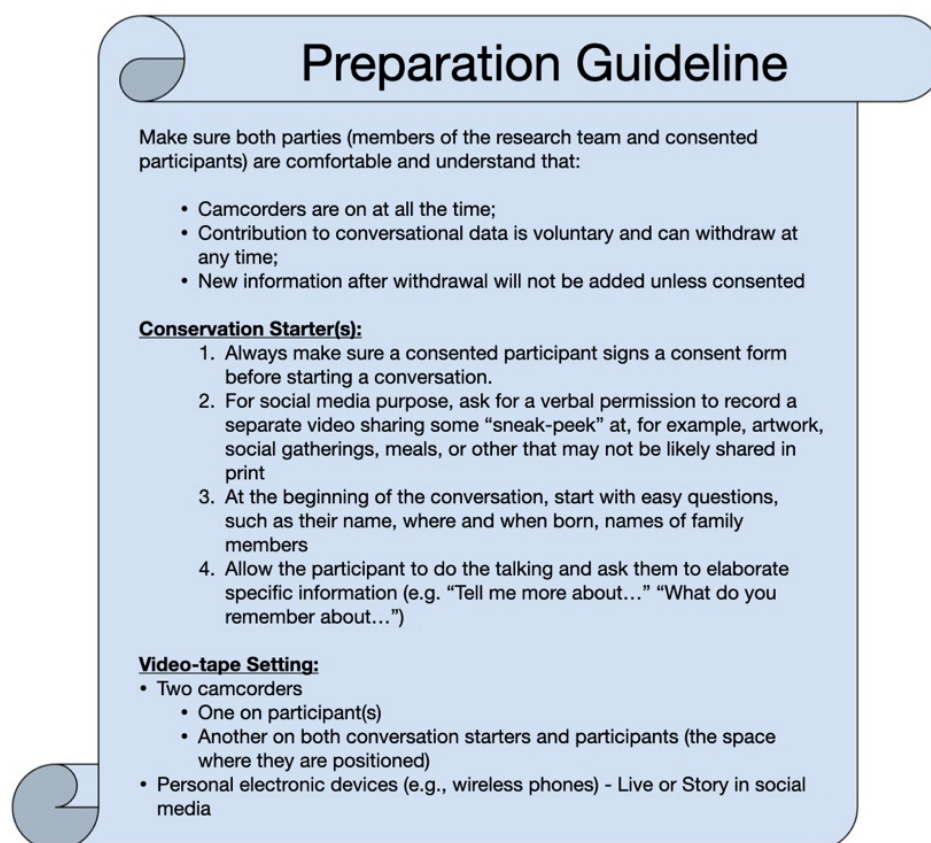 Preparation Guideline
Make sure both parties (members of the research team and consented
participants) are comfortable and understand that:
• Camcorders are on at all the time;
• Contribution to conversational data is voluntary and can withdraw at
any time;
• New information after withdrawal will not be added unless consented
Conservation Starter(s):
1. Always make sure a consented participant signs a consent form
before starting a conversation.
2. For social media purpose, ask for a verbal permission to record a
separate video sharing some “sneak-peek” at, for example, artwork,
social gatherings, meals, or other that may not be likely shared in
print
3. At the beginning of the conversation, start with easy questions,
such as their name, where and when born, names of family
members
4. Allow the participant to do the talking and ask them to elaborate
specific information (e.g. “Tell me more about…” “What do you
remember about…”)
Video-tape Setting:
• Two camcorders
• One on participant(s)
• Another on both conversation starters and participants (the space
where they are positioned)
• Personal electronic devices (e.g., wireless phones) - Live or Story in social
media